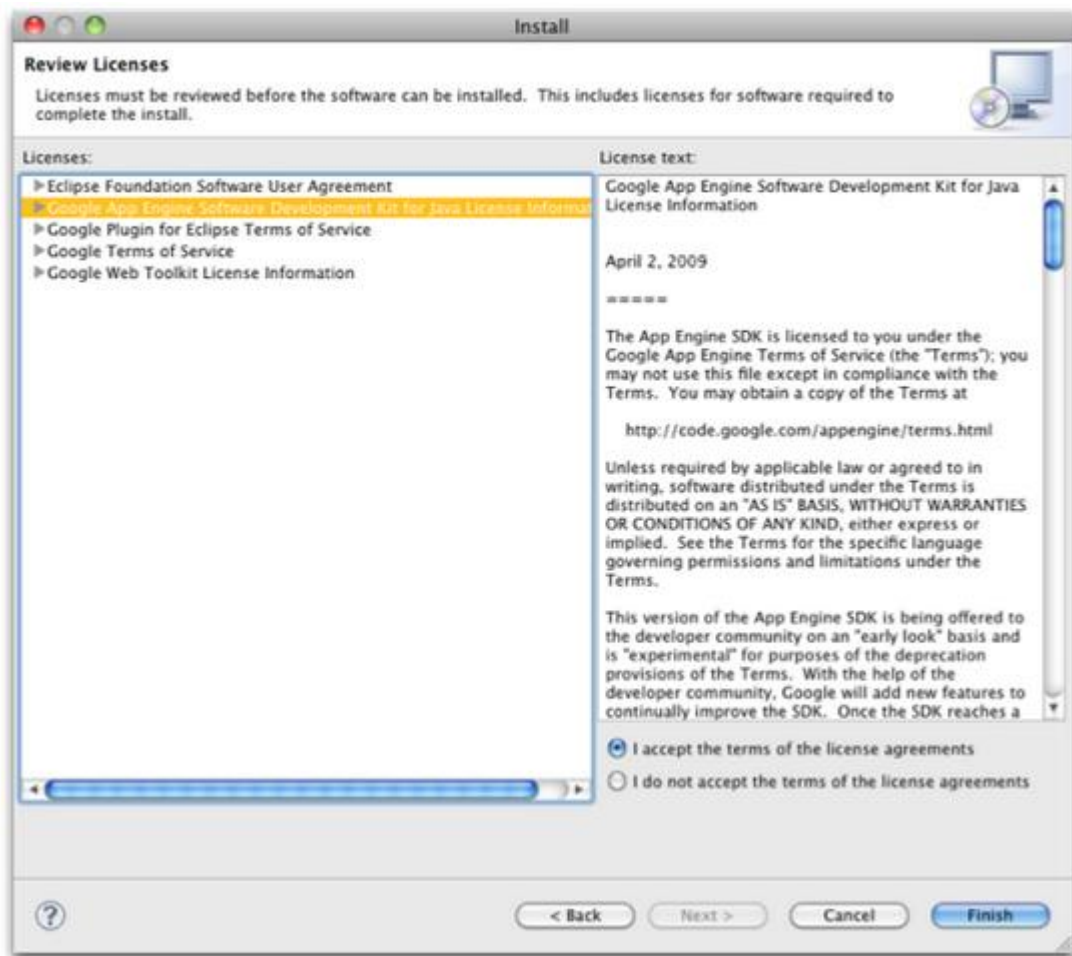 Install
Review Licenses
Licenses must be reviewed before the software can be installed.  This includes licenses for software required to
complete the install.
Licenses:
Eclipse Foundation Software User Agreement
Google App Engine Software Development Kit for Java License Informat
Google Plugin for Eclipse Terms of Service
Google Terms of Service
Google Web Toolkit License Information
License text:
Google App Engine Software Development Kit for Java
License Information
April 2, 2009
=====
The App Engine SDK is licensed to you under the
Google App Engine Terms of Service (the "Terms"); you
may not use this file except in compliance with the
Terms.  You may obtain a copy of the Terms at
http://code.google.com/appengine/terms.html
Unless required by applicable law or agreed to in
writing, software distributed under the Terms is
distributed on an "AS IS" BASIS, WITHOUT WARRANTIES
OR CONDITIONS OF ANY KIND, either express or
implied.  See the Terms for the specific language
governing permissions and limitations under the
Terms.
This version of the App Engine SDK is being offered to
the developer community on an "early look" basis and
is "experimental" for purposes of the deprecation
provisions of the Terms.  With the help of the
developer community, Google will add new features to
continually improve the SDK.  Once the SDK reaches a
I accept the terms of the license agreements
I do not accept the terms of the license agreements
?
< Back
Next >
Cancel
Finish